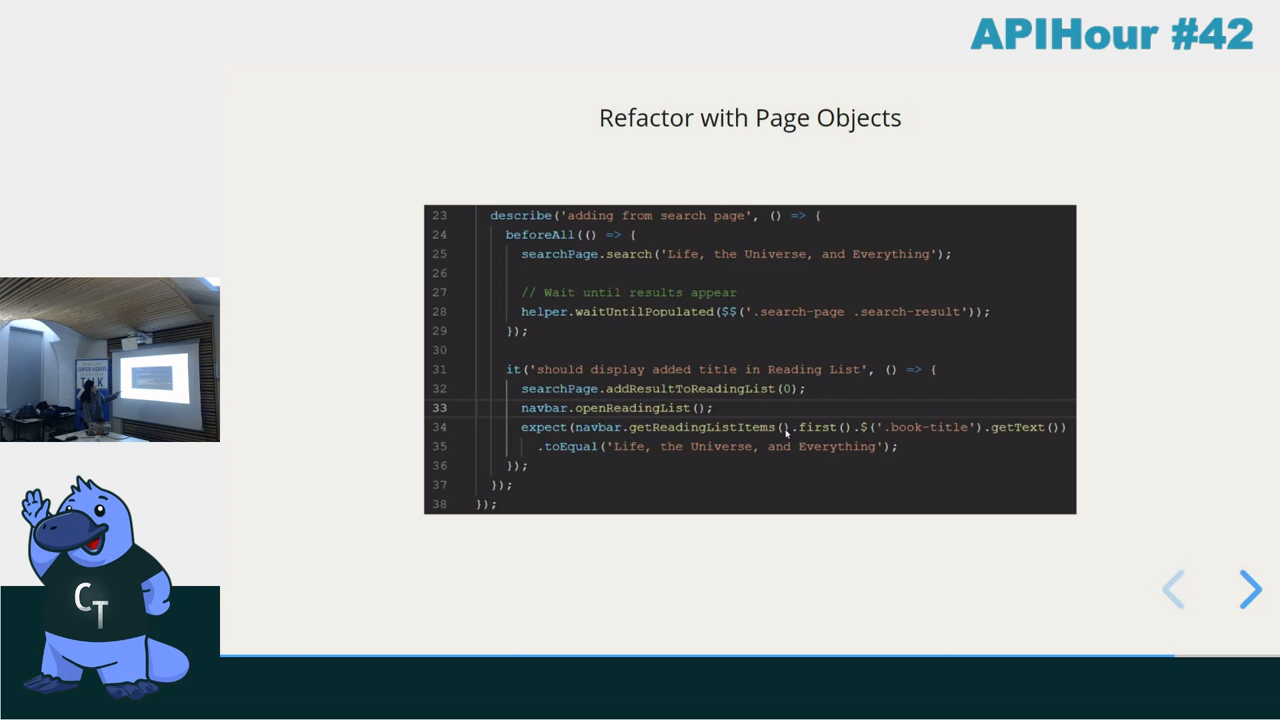 APIHour #42
Refactor with Page Objects
23 describe('adding from search page', () => {
24 beforeAll(() => {
25 searchPage.search('Life, the Universe, and Everything');
26
27 // Wait until results appear
28 helper.waitUntilPopulated($$('.search-page .search-result'));
29 });
30
31 it('should display added title in Reading List', () => {
32 searchPage.addResultToReadingList(0);
33 navbar.openReadingList();
34 expect(navbar.getReadingListItems().first().$('.book-title').getText())
35 .toEqual('Life, the Universe, and Everything');
36 });
37 });
38 });
SUPER HEROES
TALK
CT